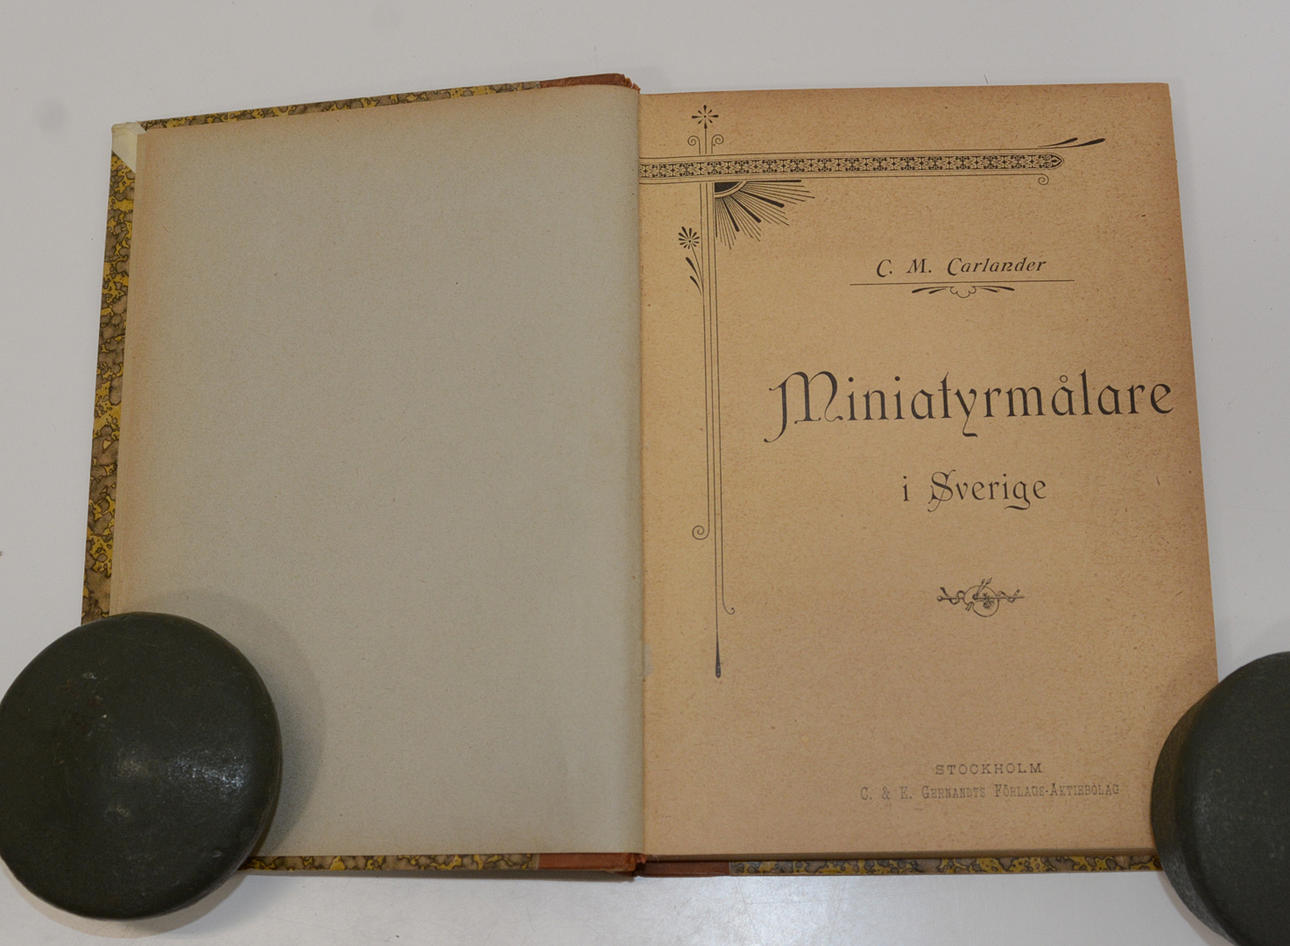 C. M. Carlander
Miniatyrmålare
i Sverige
STOCKHOLM
C. & E. GERNANDTS FÖRLAGS-AKTIEBOLAG